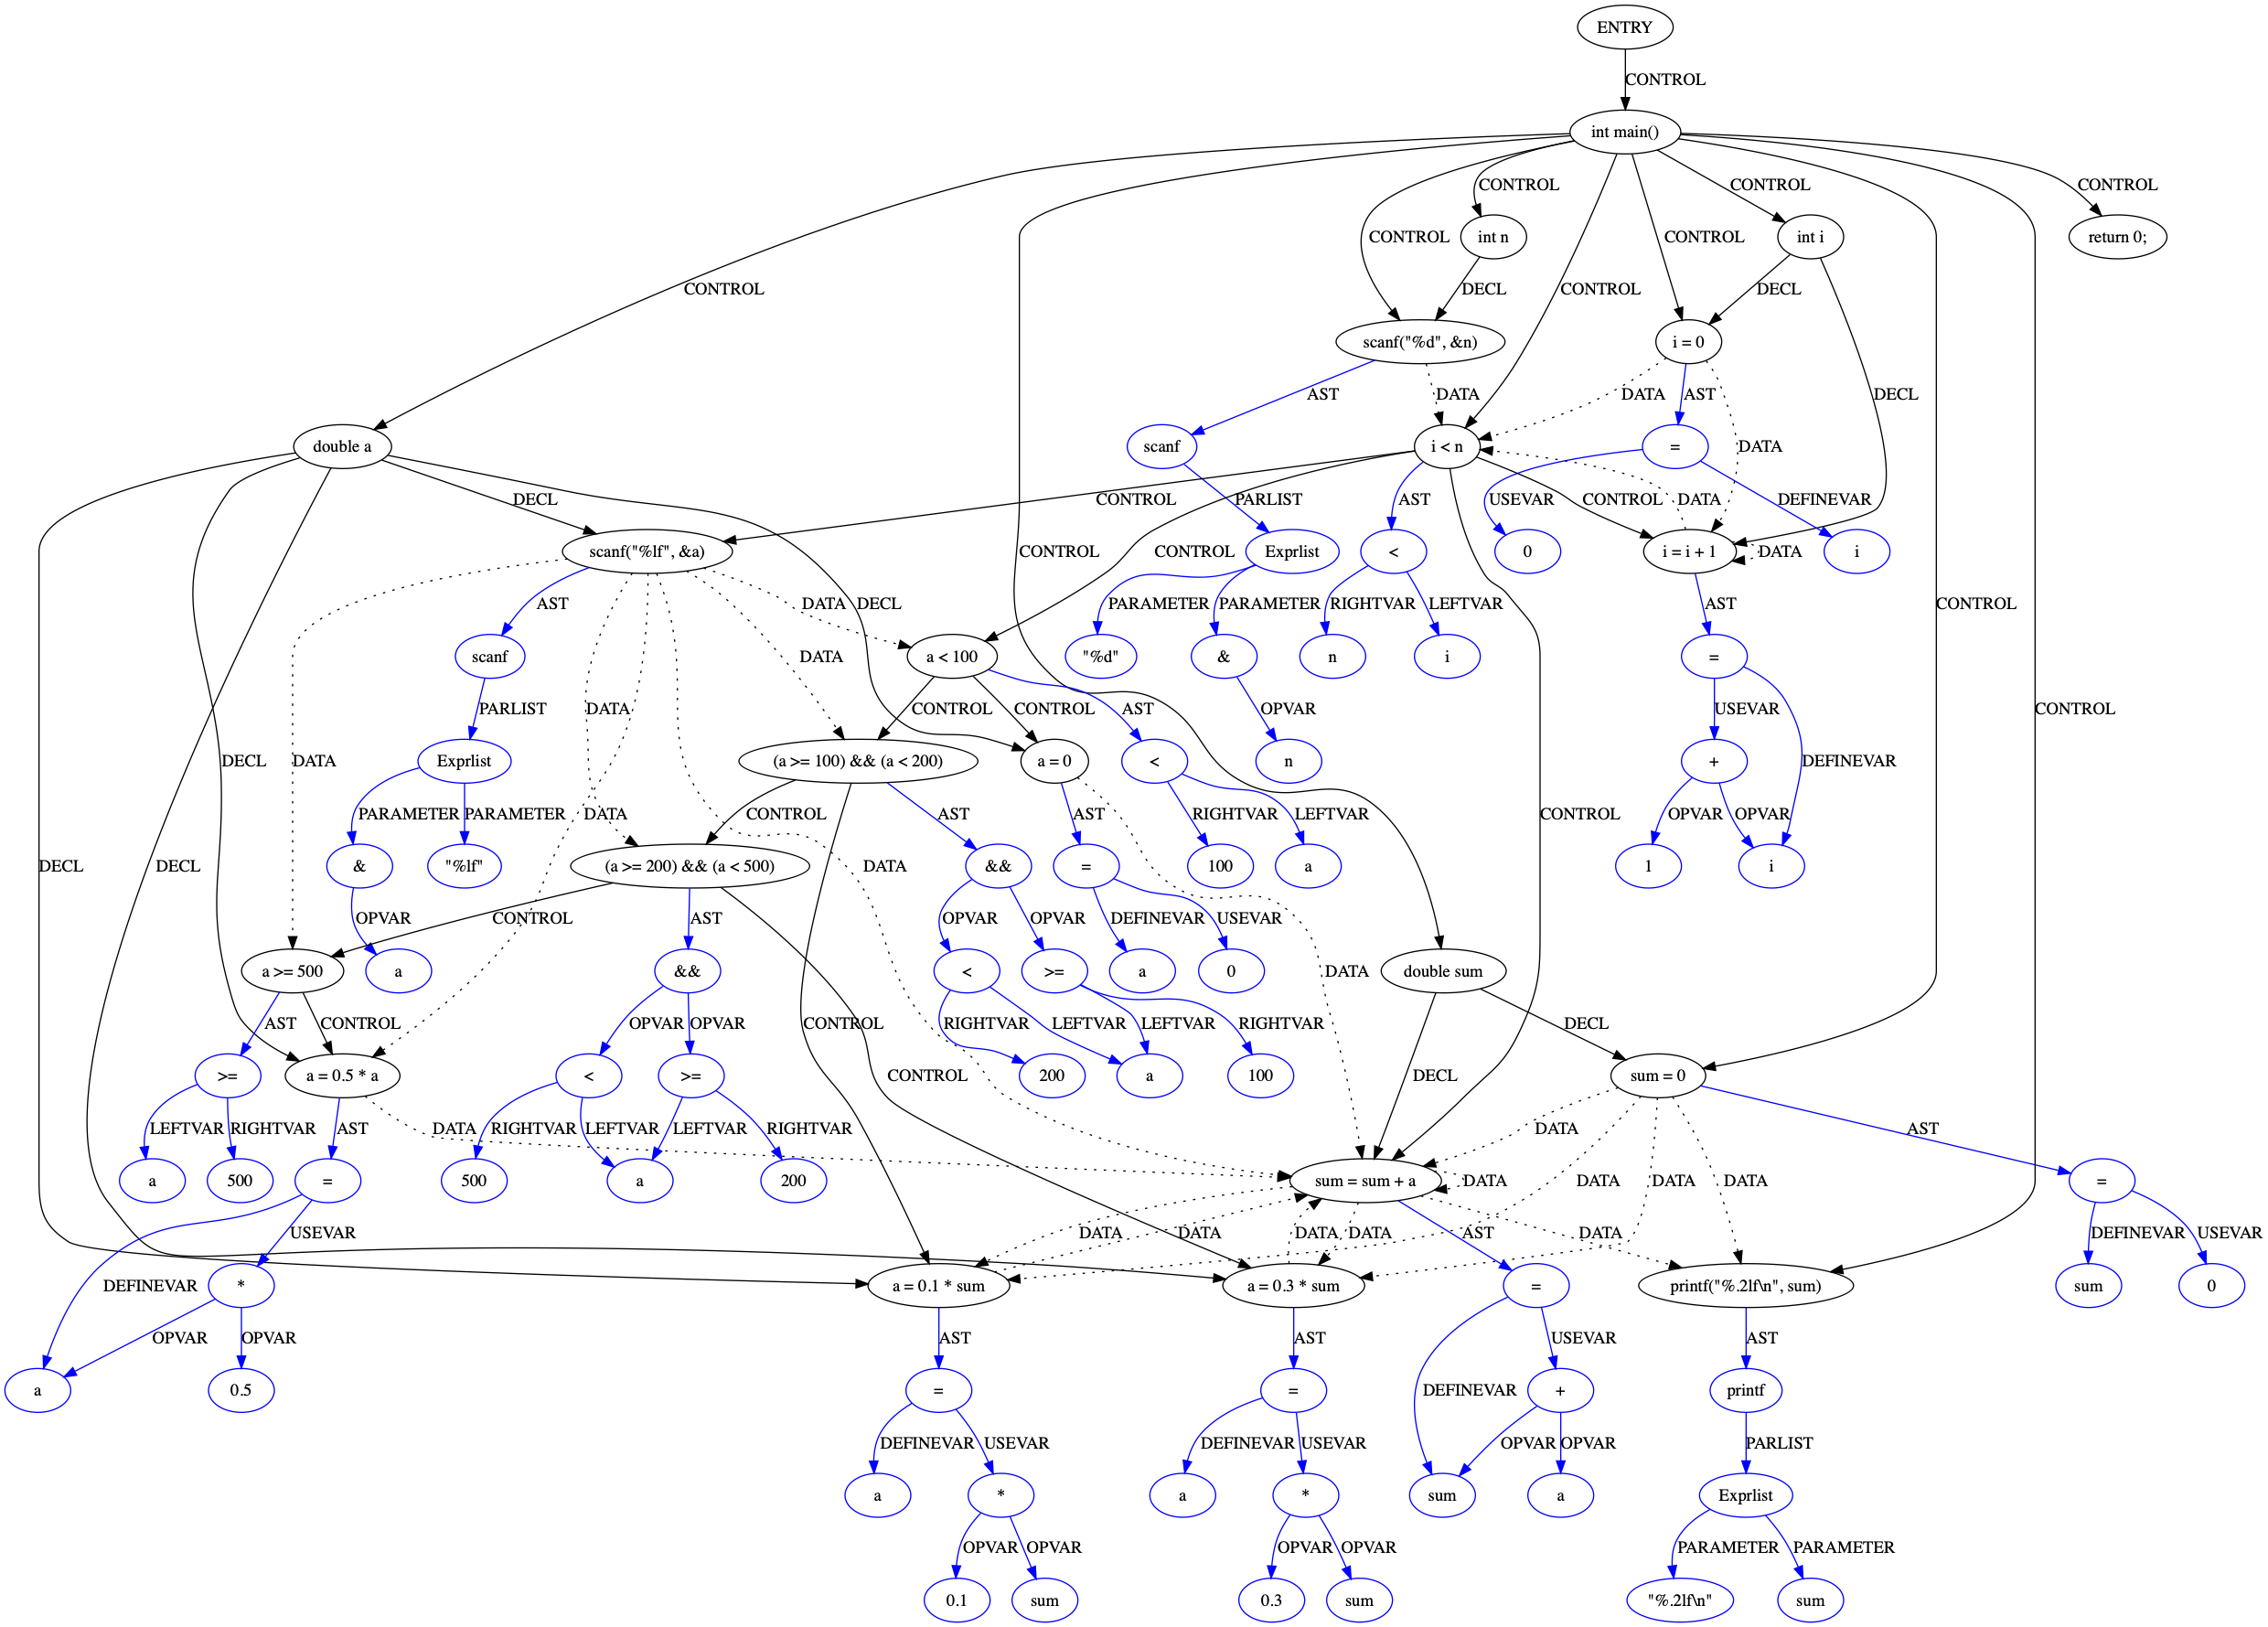 ENTRY
CONTROL
int main()
CONTROL CONTROL CONTROL
int n int i return 0;
CONTROL CONTROL
CONTROL DECL CONTROL DECL
scanf("%d", &n) i = 0
AST DATA DATA AST DECL
double a scanf i < n = DATA
DECL CONTROL PARLIST AST CONTROL USEVAR DATA DEFINEVAR
scanf("%lf", &a) Exprlist < 0 i = i + 1 DATA i
CONTROL CONTROL
AST DATA DECL PARAMETER PARAMETER RIGHTVAR LEFTVAR AST CONTROL
scanf a < 100 "%d" & n i =
DATA
PARLIST DATA CONTROL CONTROL AST OPVAR USEVAR CONTROL
Exprlist (a >= 100) && (a < 200) a = 0 < n + DEFINEVAR
DECL DATA
PARAMETER PARAMETER DATA CONTROL AST AST RIGHTVAR LEFTVAR CONTROL OPVAR OPVAR
DECL DECL & "%lf" (a >= 200) && (a < 500) DATA && = 100 a 1 i
OPVAR CONTROL AST OPVAR OPVAR DEFINEVAR USEVAR
a >= 500 a && < >= a 0 DATA double sum
AST CONTROL OPVAR OPVAR CONTROL RIGHTVAR LEFTVAR LEFTVAR RIGHTVAR DECL
>= a = 0.5 * a < >= CONTROL 200 a 100 DECL sum = 0
LEFTVAR RIGHTVAR AST DATA RIGHTVAR LEFTVAR LEFTVAR RIGHTVAR DATA AST
a 500 = 500 a 200 sum = sum + a DATA DATA DATA DATA =
USEVAR DATA DATA DATA DATA AST DATA DEFINEVAR USEVAR
DEFINEVAR * a = 0.1 * sum a = 0.3 * sum = printf("%.2lf\n", sum) sum 0
OPVAR OPVAR AST AST USEVAR AST
a 0.5 = = DEFINEVAR + printf
DEFINEVAR USEVAR DEFINEVAR USEVAR OPVAR OPVAR PARLIST
a * a * sum a Exprlist
OPVAR OPVAR OPVAR OPVAR PARAMETER PARAMETER
0.1 sum 0.3 sum "%.2lf\n" sum